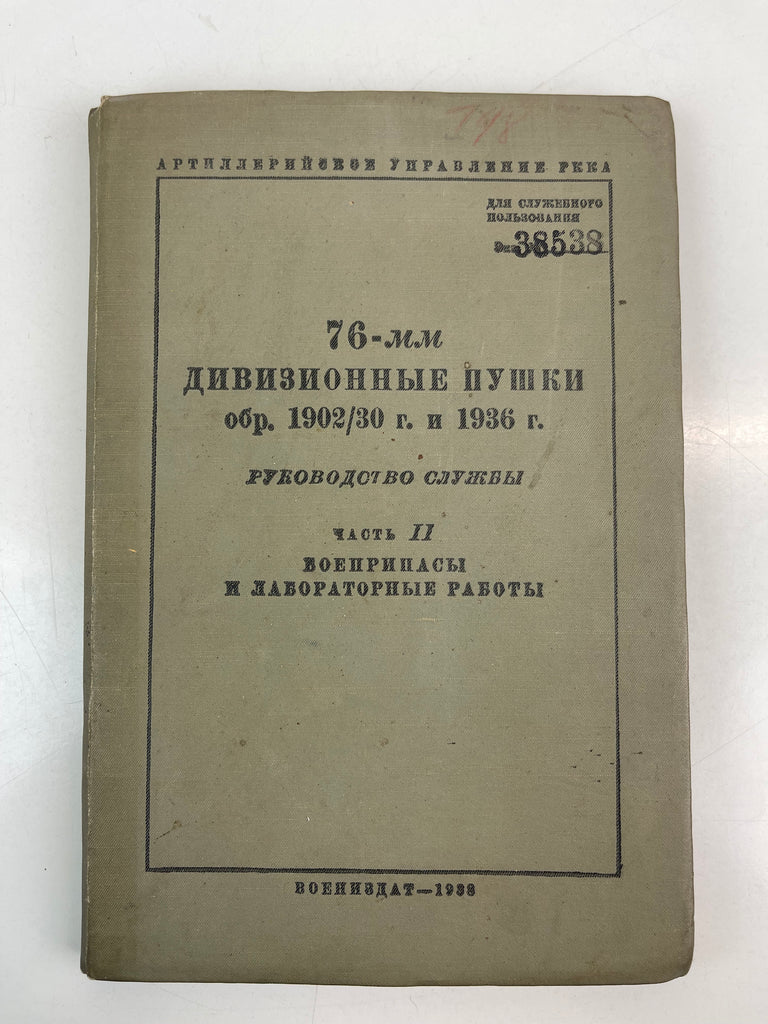 АРТИЛЛЕРИЙСКОЕ УПРАВЛЕНИЕ РККА
ДЛЯ СЛУЖЕБНОГО
ПОЛЬЗОВАНИЯ
38538
76-мм
ДИВИЗИОННЫЕ ПУШКИ
обр. 1902/30 г. и 1936 г.
РУКОВОДСТВО СЛУЖБЫ
ЧАСТЬ II
БОЕПРИПАСЫ
И ЛАБОРАТОРНЫЕ РАБОТЫ
ВОЕНИЗДАТ—1938